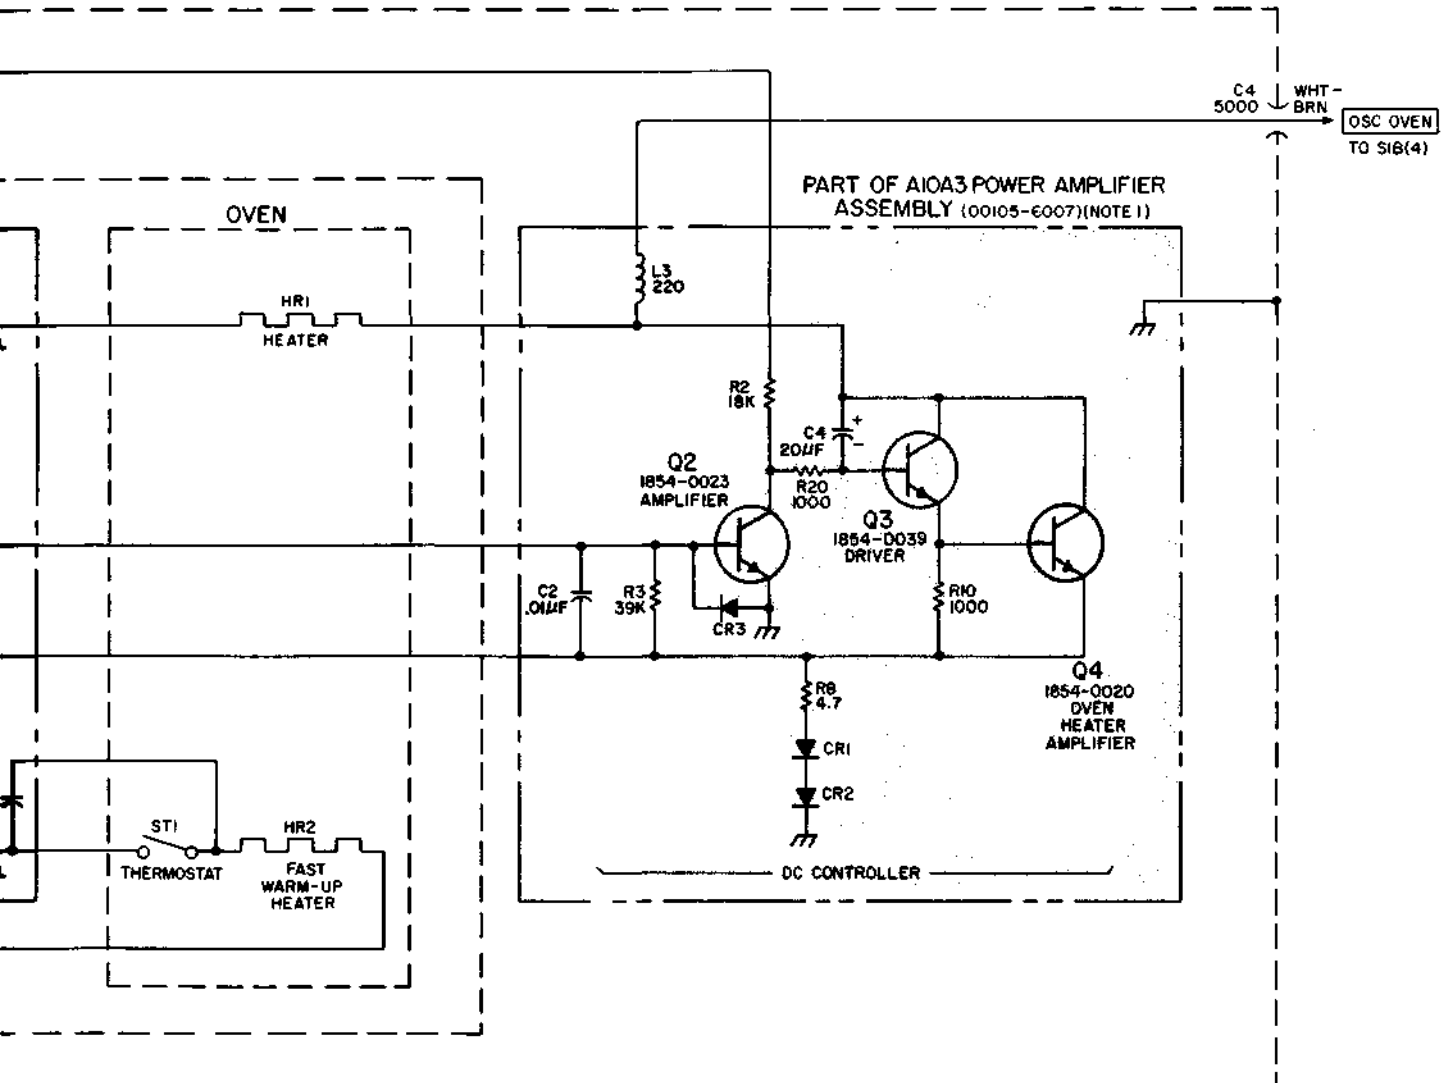 C4
5000
WHT-
BRN
OSC OVEN
TO S1B(4)
PART OF A10A3 POWER AMPLIFIER
ASSEMBLY (00105-6007)(NOTE 1)
OVEN
L3
220
HR1
HEATER
R2
18K
C4
20µF
+
-
Q2
1854-0023
AMPLIFIER
R20
1000
Q3
1854-0039
DRIVER
C2
.01µF
R3
39K
CR3
R10
1000
Q4
1854-0020
OVEN
HEATER
AMPLIFIER
R8
4.7
CR1
CR2
ST1
THERMOSTAT
HR2
FAST
WARM-UP
HEATER
DC CONTROLLER